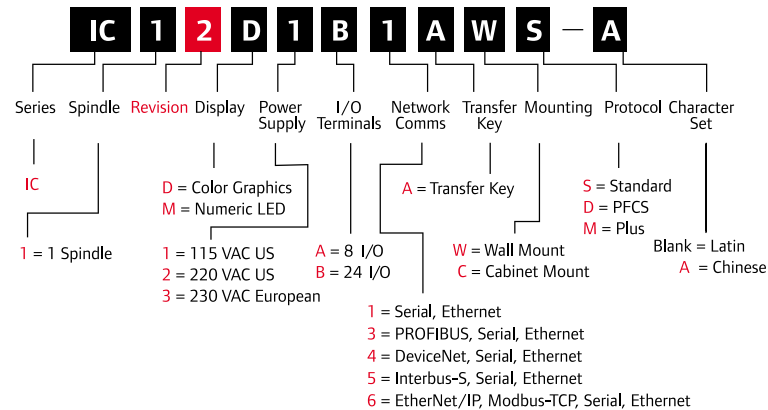 IC 1 2 D 1 B 1 A W S – A
Series Spindle Revision Display Power Supply I/O Terminals Network Comms Transfer Key Mounting Protocol Character Set
IC
1 = 1 Spindle
D = Color Graphics
M = Numeric LED
1 = 115 VAC US
2 = 220 VAC US
3 = 230 VAC European
A = 8 I/O
B = 24 I/O
1 = Serial, Ethernet
3 = PROFIBUS, Serial, Ethernet
4 = DeviceNet, Serial, Ethernet
5 = Interbus-S, Serial, Ethernet
6 = EtherNet/IP, Modbus-TCP, Serial, Ethernet
A = Transfer Key
W = Wall Mount
C = Cabinet Mount
S = Standard
D = PFCS
M = Plus
Blank = Latin
A = Chinese